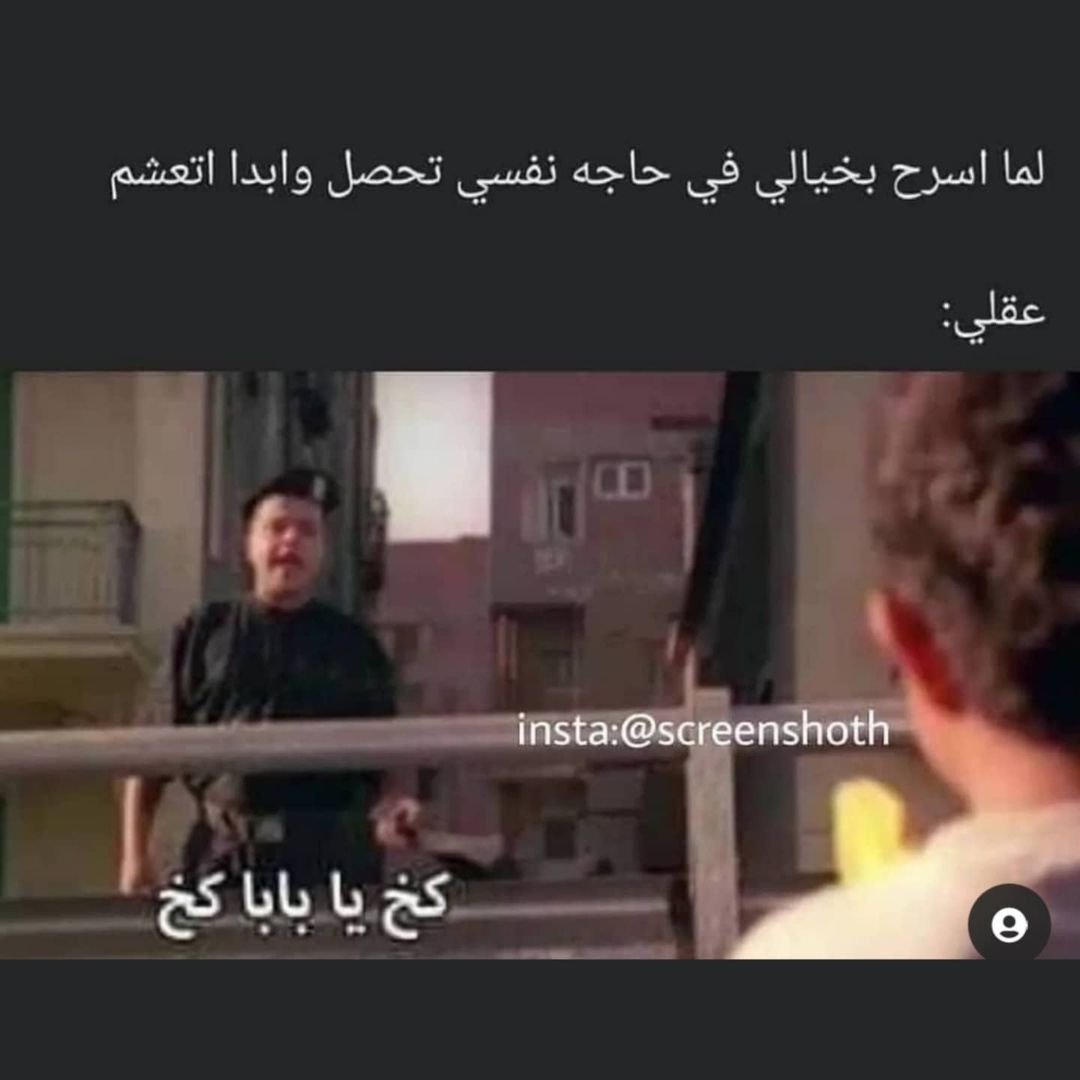 لما اسرح بخيالي في حاجه نفسي تحصل وابدا اتعشم
عقلي:
insta:@screenshoth
كخ يا بابا كخ